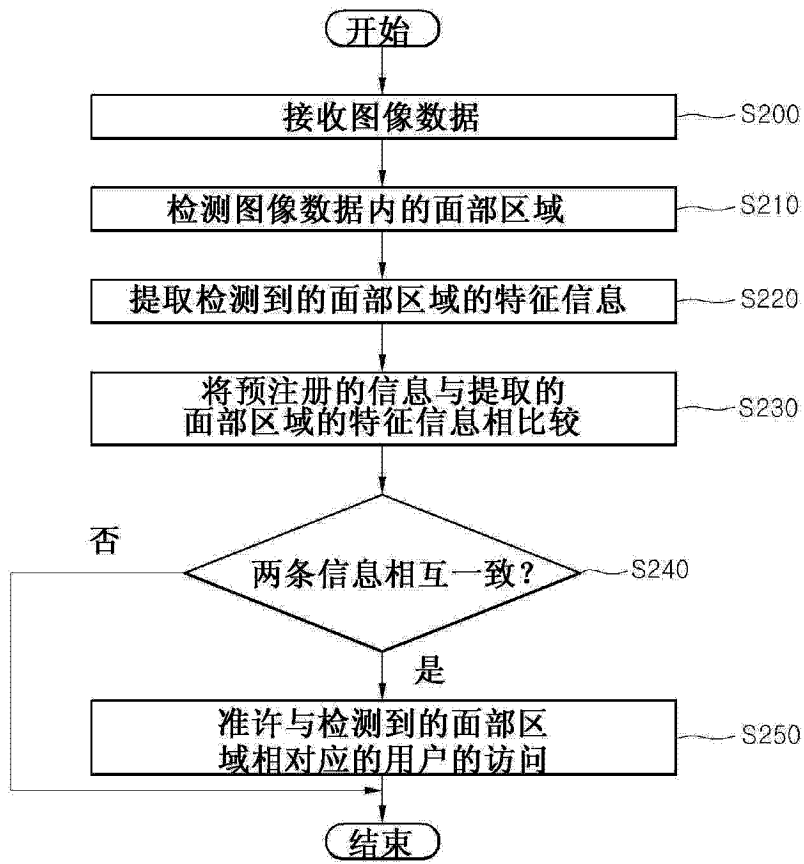 开始
接收图像数据
S200
检测图像数据内的面部区域
S210
提取检测到的面部区域的特征信息
S220
将预注册的信息与提取的
面部区域的特征信息相比较
S230
否
两条信息相互一致？
S240
是
准许与检测到的面部区
域相对应的用户的访问
S250
结束